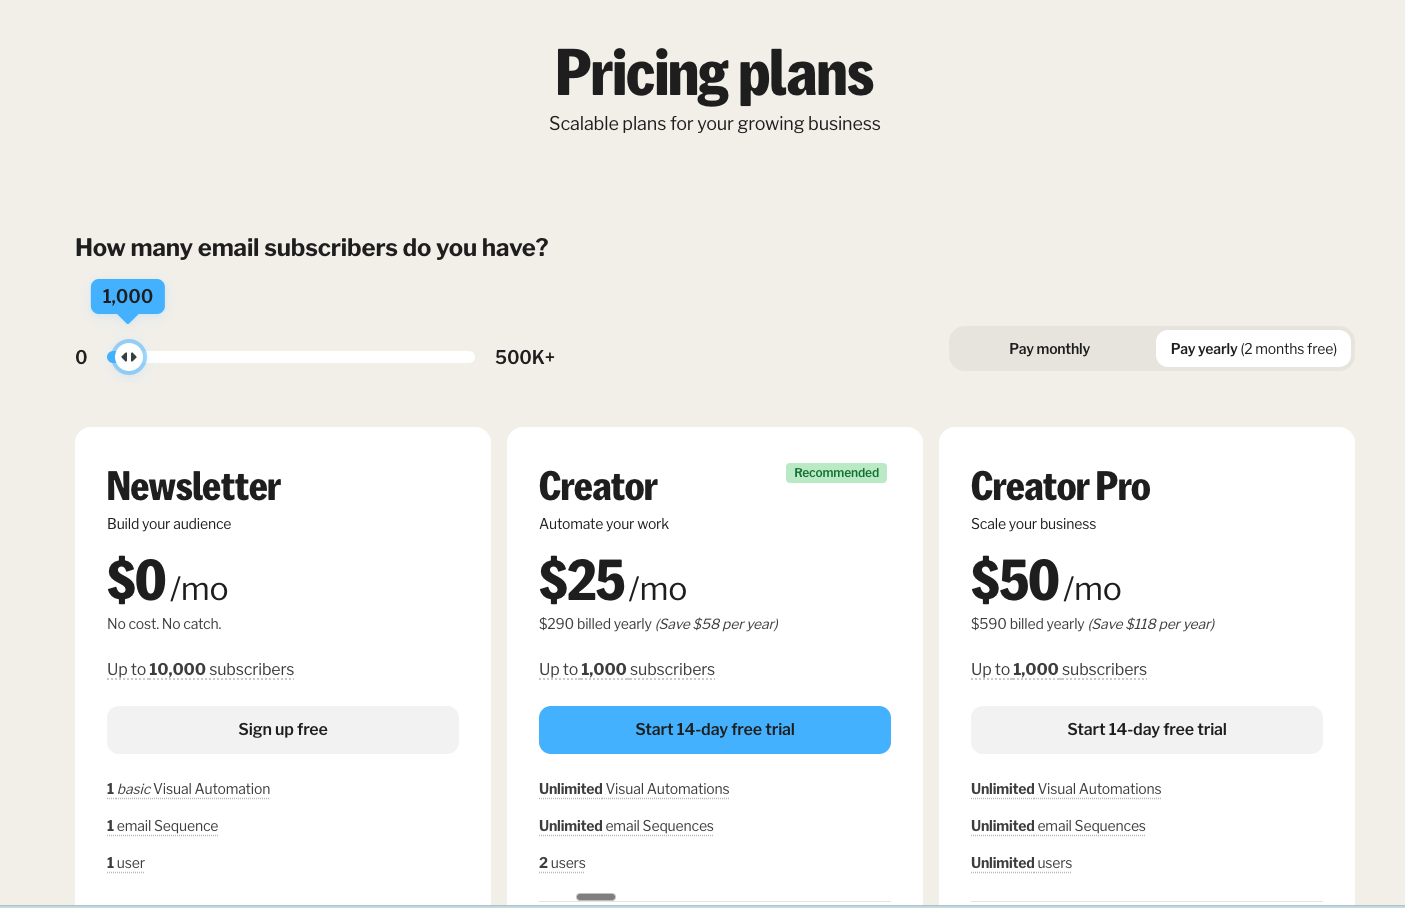 Pricing plans
Scalable plans for your growing business
How many email subscribers do you have?
1,000
0
500K+
Pay monthly
Pay yearly (2 months free)
Newsletter
Build your audience
$0 /mo
No cost. No catch.
Up to 10,000 subscribers
Sign up free
1 basic Visual Automation
1 email Sequence
1 user
Creator
Recommended
Automate your work
$25 /mo
$290 billed yearly (Save $58 per year)
Up to 1,000 subscribers
Start 14-day free trial
Unlimited Visual Automations
Unlimited email Sequences
2 users
Creator Pro
Scale your business
$50 /mo
$590 billed yearly (Save $118 per year)
Up to 1,000 subscribers
Start 14-day free trial
Unlimited Visual Automations
Unlimited email Sequences
Unlimited users